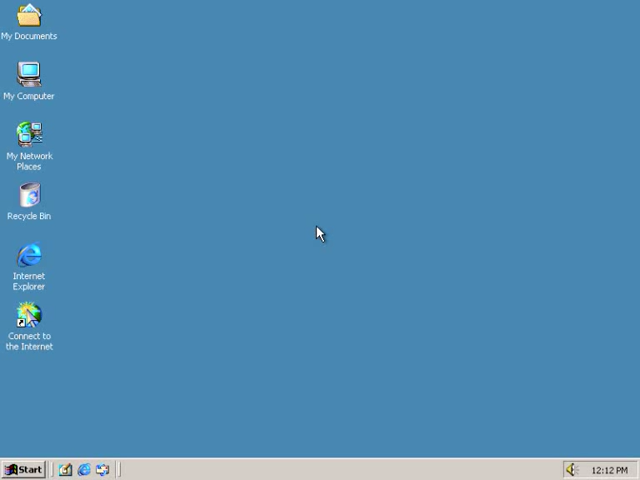 My Documents
My Computer
My Network
Places
Recycle Bin
Internet
Explorer
Connect to
the Internet
Start
12:12 PM